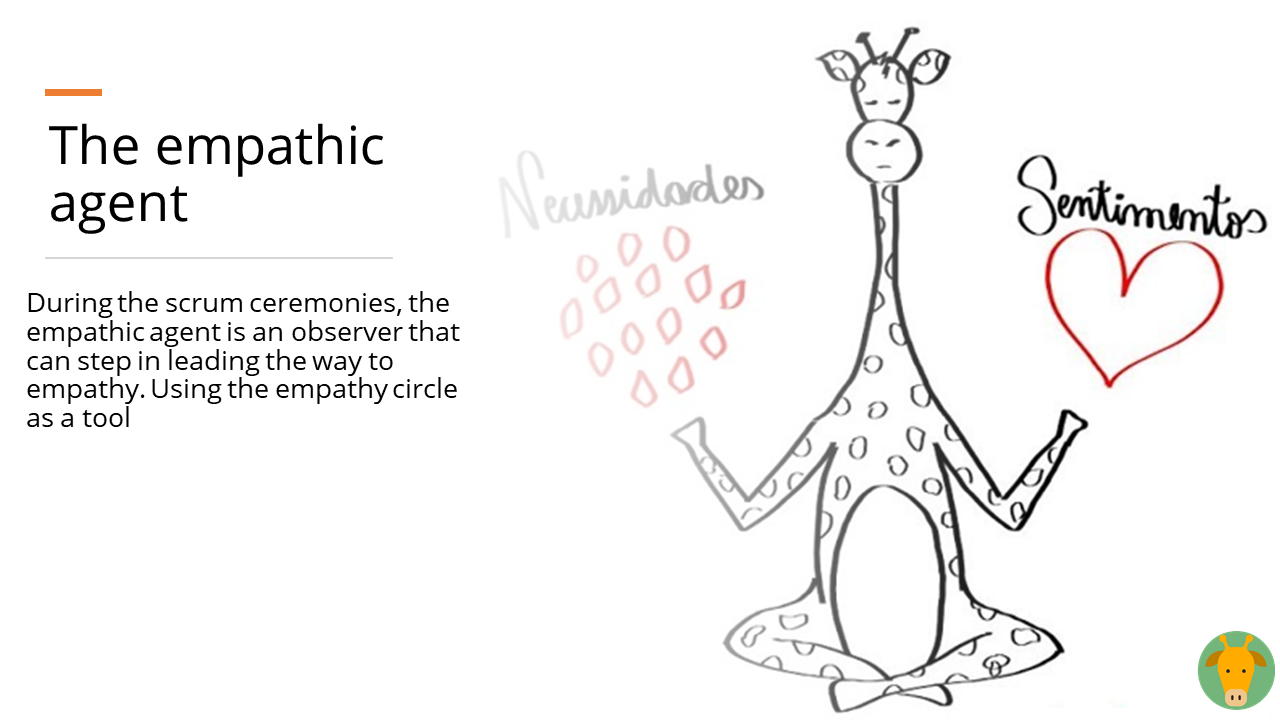 The empathic
agent
During the scrum ceremonies, the
empathic agent is an observer that
can step in leading the way to
empathy. Using the empathy circle
as a tool
Necessidades
Sentimentos